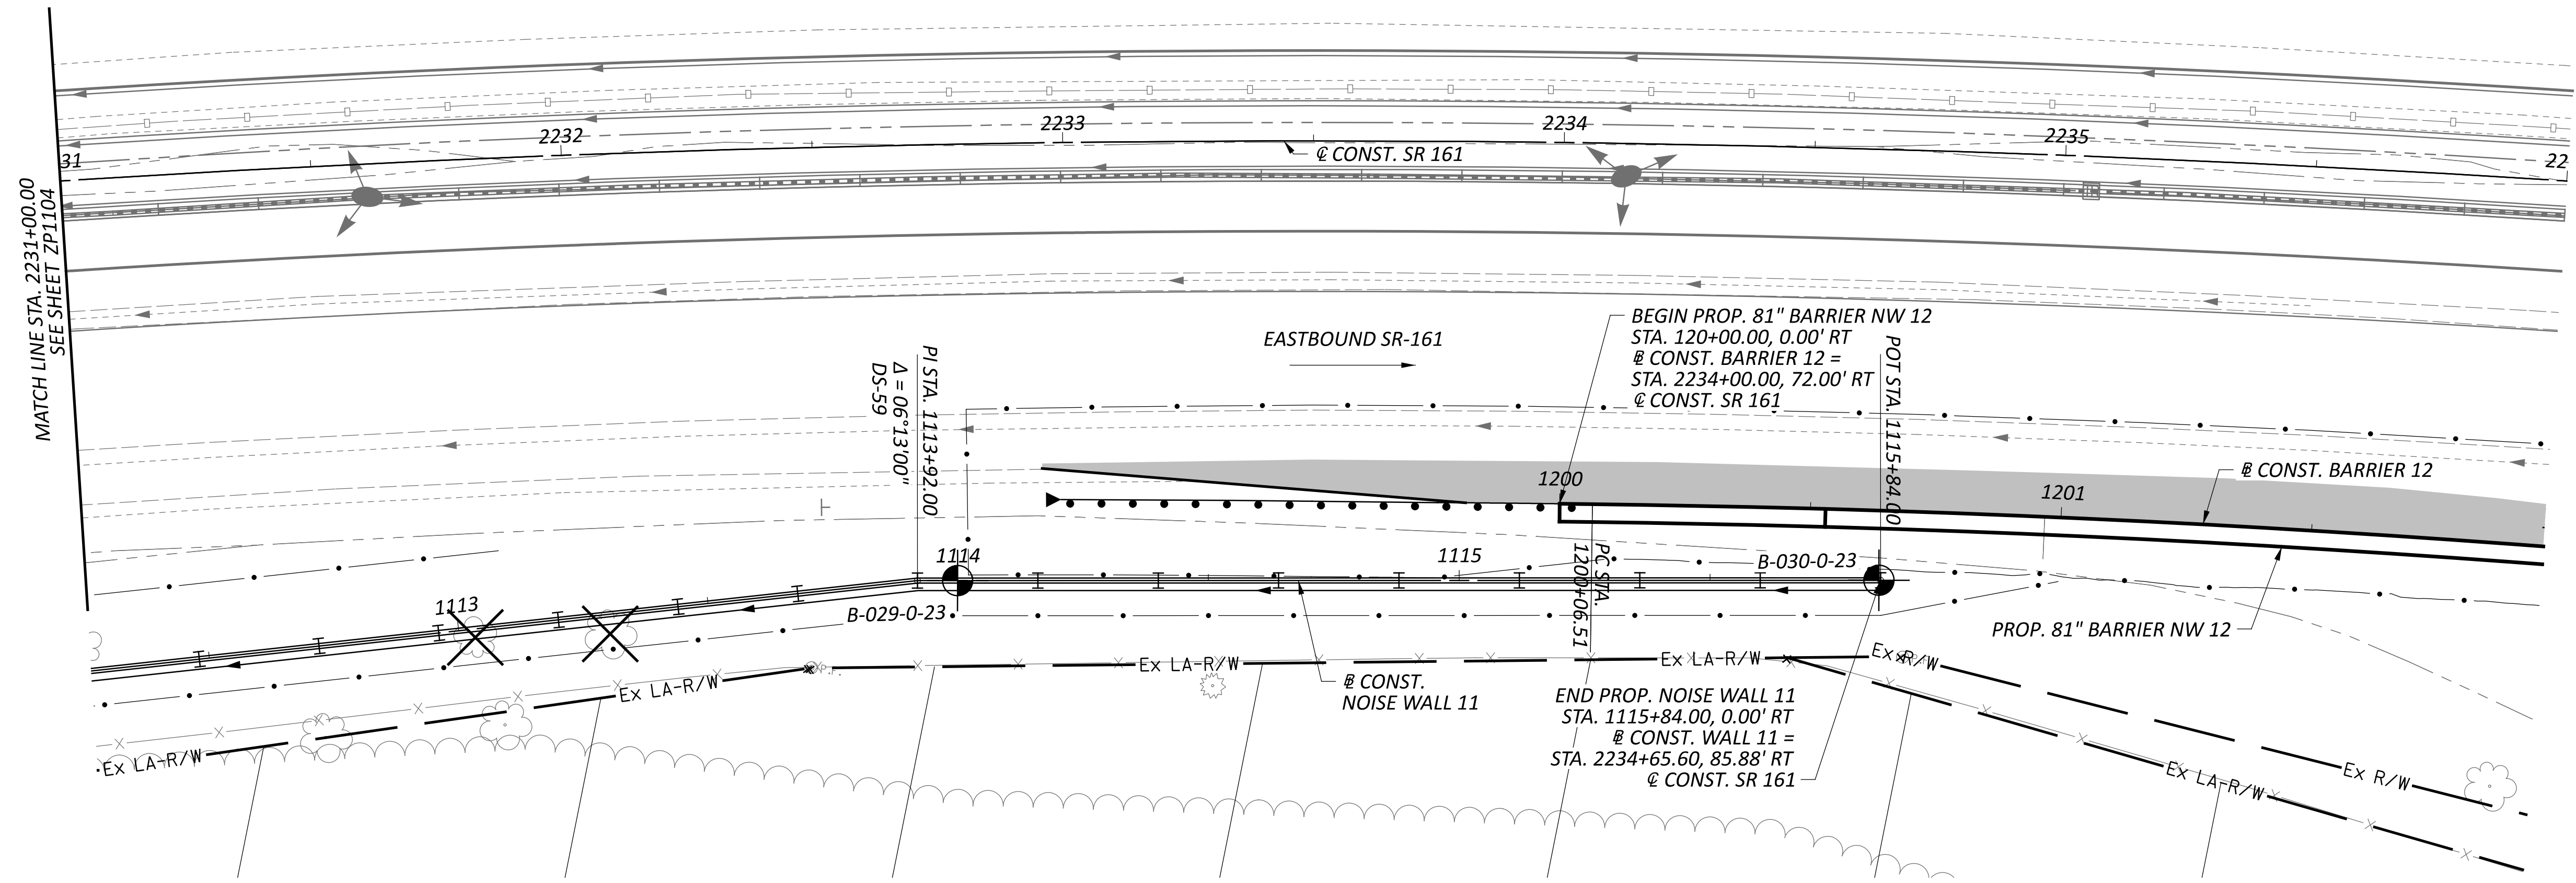 2232
2233
2234
2235
31
22
℄ CONST. SR 161
MATCH LINE STA. 2231+00.00
SEE SHEET ZP1104
EASTBOUND SR-161
BEGIN PROP. 81" BARRIER NW 12
STA. 120+00.00, 0.00' RT
BL CONST. BARRIER 12 =
STA. 2234+00.00, 72.00' RT
℄ CONST. SR 161
PI STA. 1113+92.00
Δ = 06°13'00"
DS-59
POT STA. 1115+84.00
1200
1201
BL CONST. BARRIER 12
PC STA.
1200+06.51
1113
1114
1115
B-029-0-23
B-030-0-23
PROP. 81" BARRIER NW 12
BL CONST.
NOISE WALL 11
END PROP. NOISE WALL 11
STA. 1115+84.00, 0.00' RT
BL CONST. WALL 11 =
STA. 2234+65.60, 85.88' RT
℄ CONST. SR 161
Ex LA-R/W
Ex LA-R/W
Ex LA-R/W
Ex LA-R/W
Ex R/W
Ex LA-R/W
Ex R/W